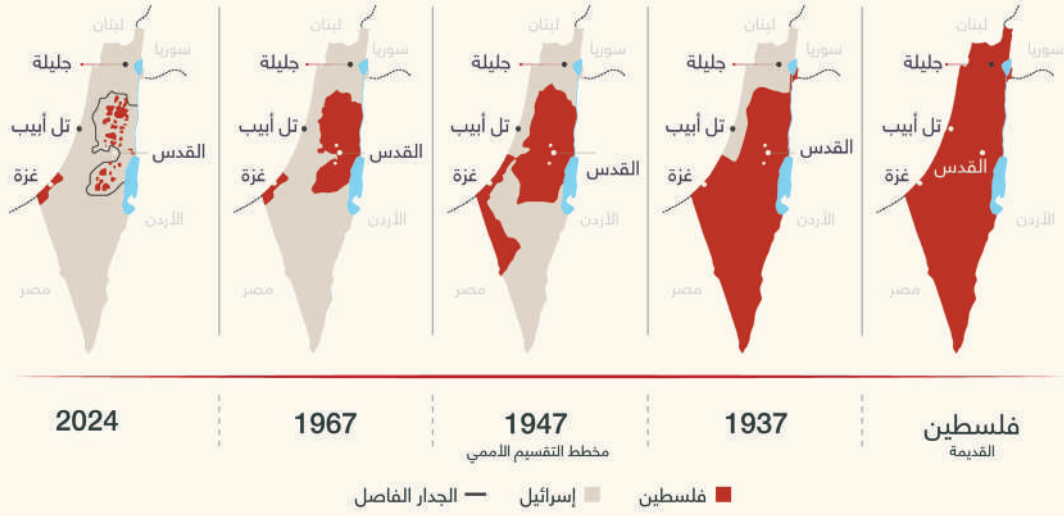 لبنان
سوريا
جليلة
تل أبيب
القدس
غزة
الأردن
مصر
فلسطين
القديمة
لبنان
سوريا
جليلة
تل أبيب
القدس
غزة
الأردن
مصر
1937
لبنان
سوريا
جليلة
تل أبيب
القدس
غزة
الأردن
مصر
1947
مخطط التقسيم الأممي
لبنان
سوريا
جليلة
تل أبيب
القدس
غزة
الأردن
مصر
1967
لبنان
سوريا
جليلة
تل أبيب
القدس
غزة
الأردن
مصر
2024
فلسطين
إسرائيل
الجدار الفاصل